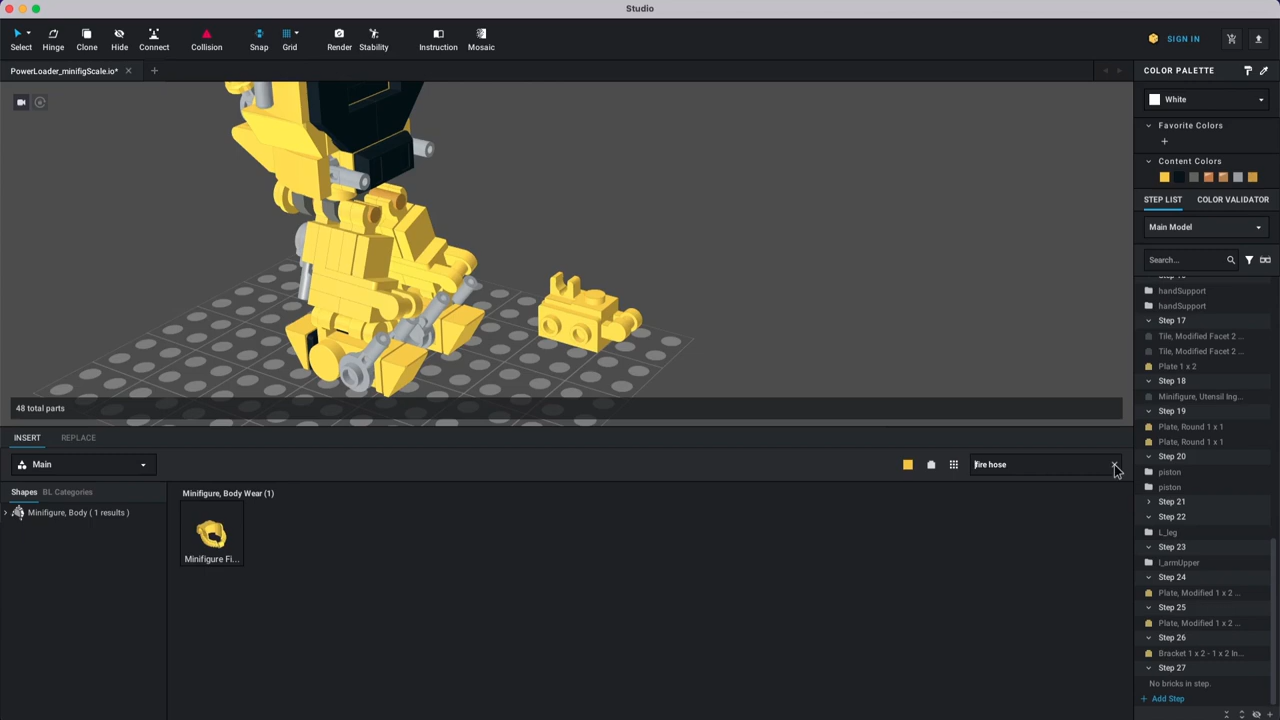 Studio
Select
Hinge
Clone
Hide
Connect
Collision
Snap
Grid
Render
Stability
Instruction
Mosaic
SIGN IN
PowerLoader_minifigScale.io*
COLOR PALETTE
White
Favorite Colors
Content Colors
STEP LIST
COLOR VALIDATOR
Main Model
Search...
handSupport
handSupport
Step 17
Tile, Modified Facet 2 ...
Tile, Modified Facet 2 ...
Plate 1 x 2
Step 18
Minifigure, Utensil Ing...
Step 19
Plate, Round 1 x 1
Plate, Round 1 x 1
Step 20
piston
piston
Step 21
Step 22
L_leg
Step 23
l_armUpper
Step 24
Plate, Modified 1 x 2 ...
Step 25
Plate, Modified 1 x 2 ...
Step 26
Bracket 1 x 2 - 1 x 2 In...
Step 27
No bricks in step.
+ Add Step
48 total parts
INSERT
REPLACE
Main
fire hose
Shapes
BL Categories
Minifigure, Body ( 1 results )
Minifigure, Body Wear (1)
Minifigure Fi...